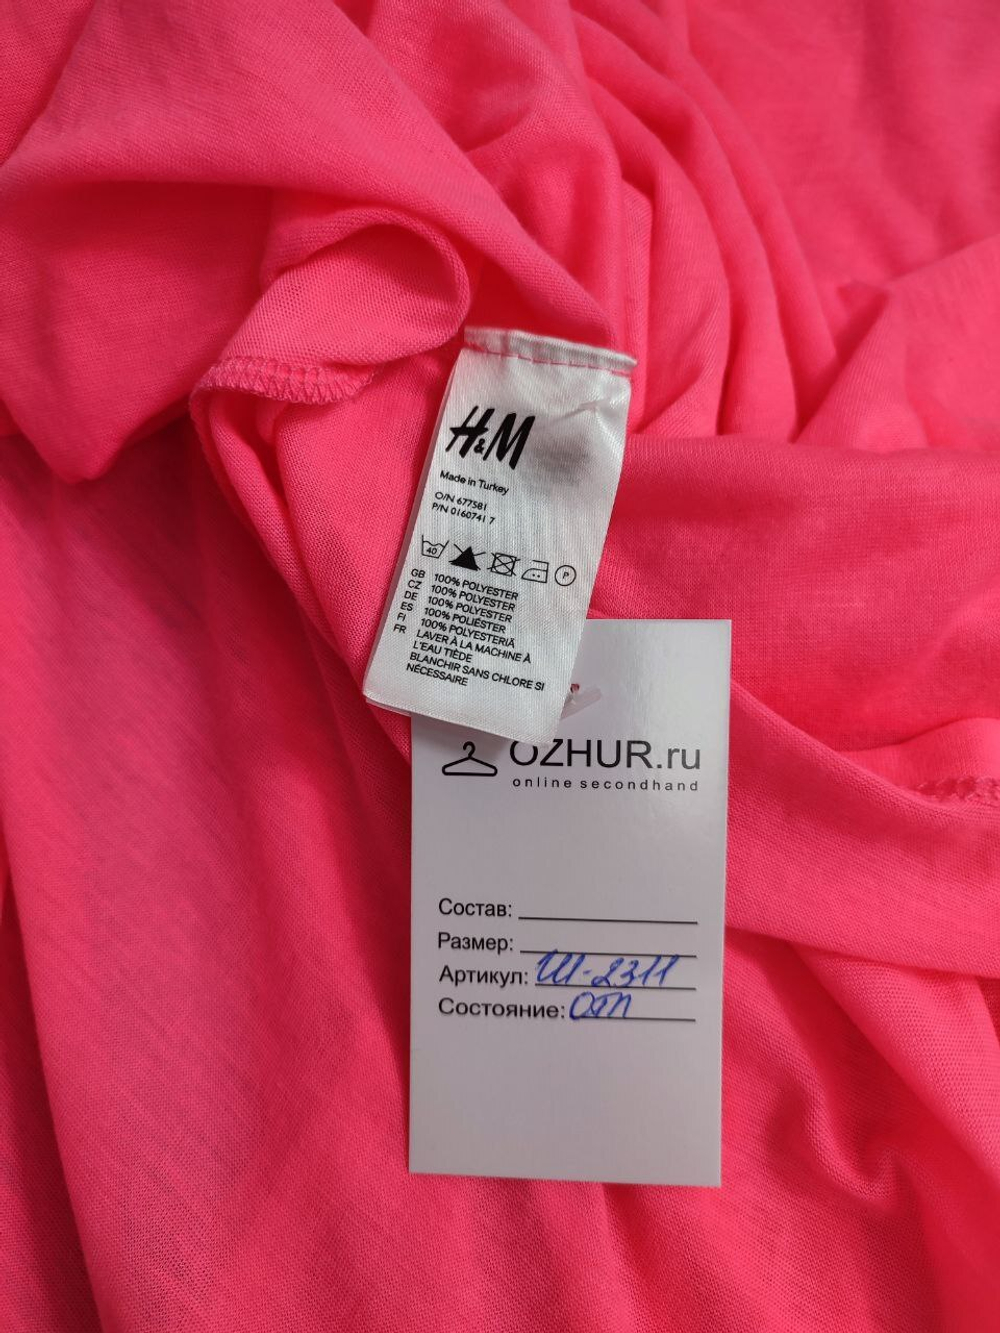 H&M
Made in Turkey
O/N 677581
P/N 0160741 7
40
P
GB 100% POLYESTER
CZ 100% POLYESTER
DE 100% POLYESTER
ES 100% POLIÉSTER
FI 100% POLYESTERIÄ
FR LAVER À LA MACHINE À
L'EAU TIÈDE
BLANCHIR SANS CHLORE SI
NÉCESSAIRE
OZHUR.ru
online secondhand
Состав:
Размер:
Артикул: Ш-2311
Состояние: ОТЛ